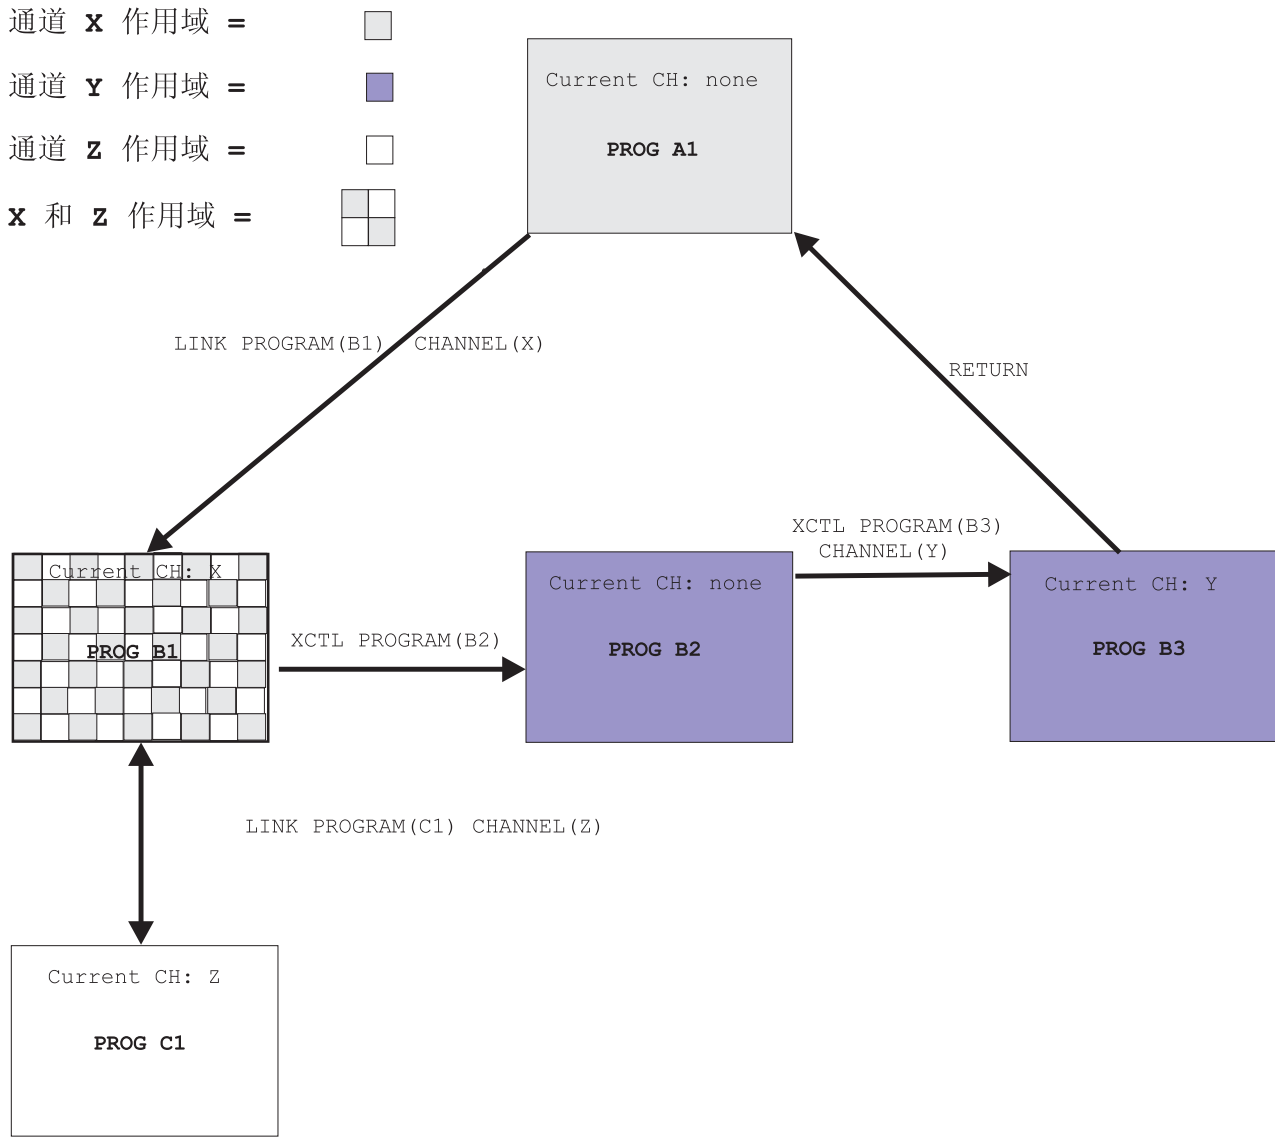 通道 X 作用域 =
通道 Y 作用域 =
通道 Z 作用域 =
X 和 Z 作用域 =
Current CH: none
PROG A1
LINK PROGRAM(B1) CHANNEL(X)
RETURN
Current CH: X
PROG B1
XCTL PROGRAM(B2)
Current CH: none
PROG B2
XCTL PROGRAM(B3)
CHANNEL(Y)
Current CH: Y
PROG B3
LINK PROGRAM(C1) CHANNEL(Z)
Current CH: Z
PROG C1